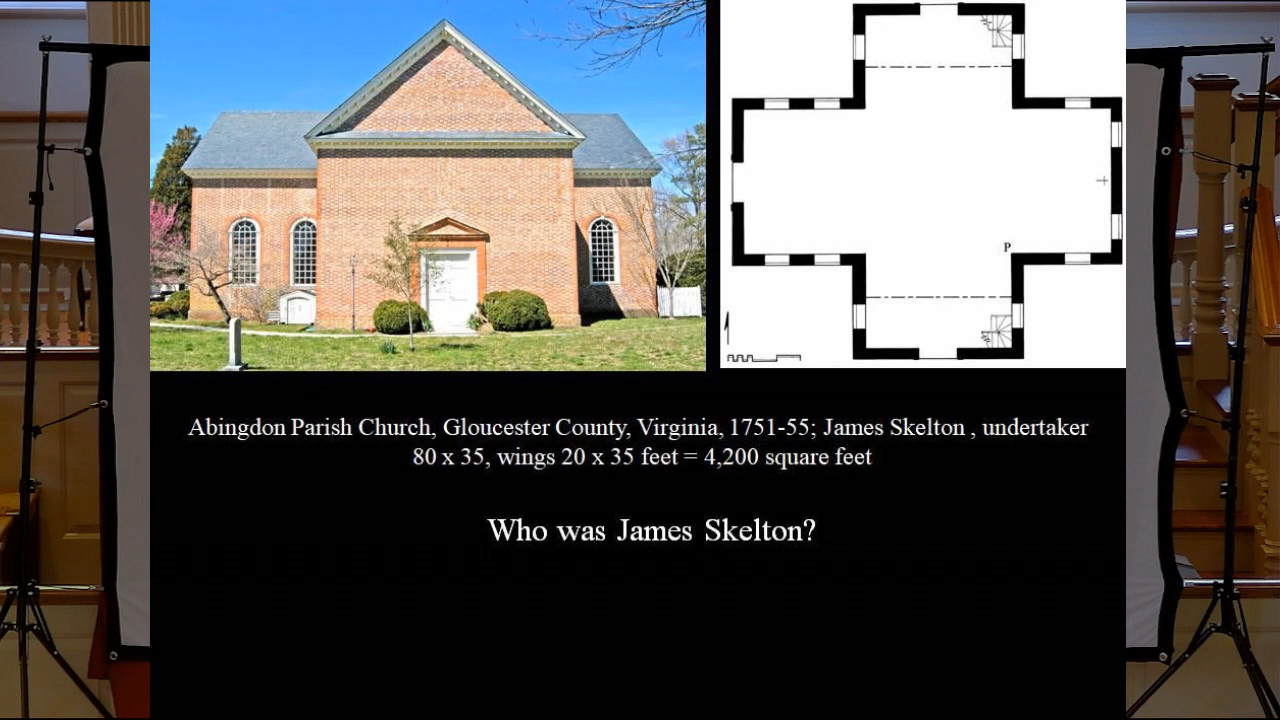 P
Abingdon Parish Church, Gloucester County, Virginia, 1751-55; James Skelton , undertaker
80 x 35, wings 20 x 35 feet = 4,200 square feet
Who was James Skelton?